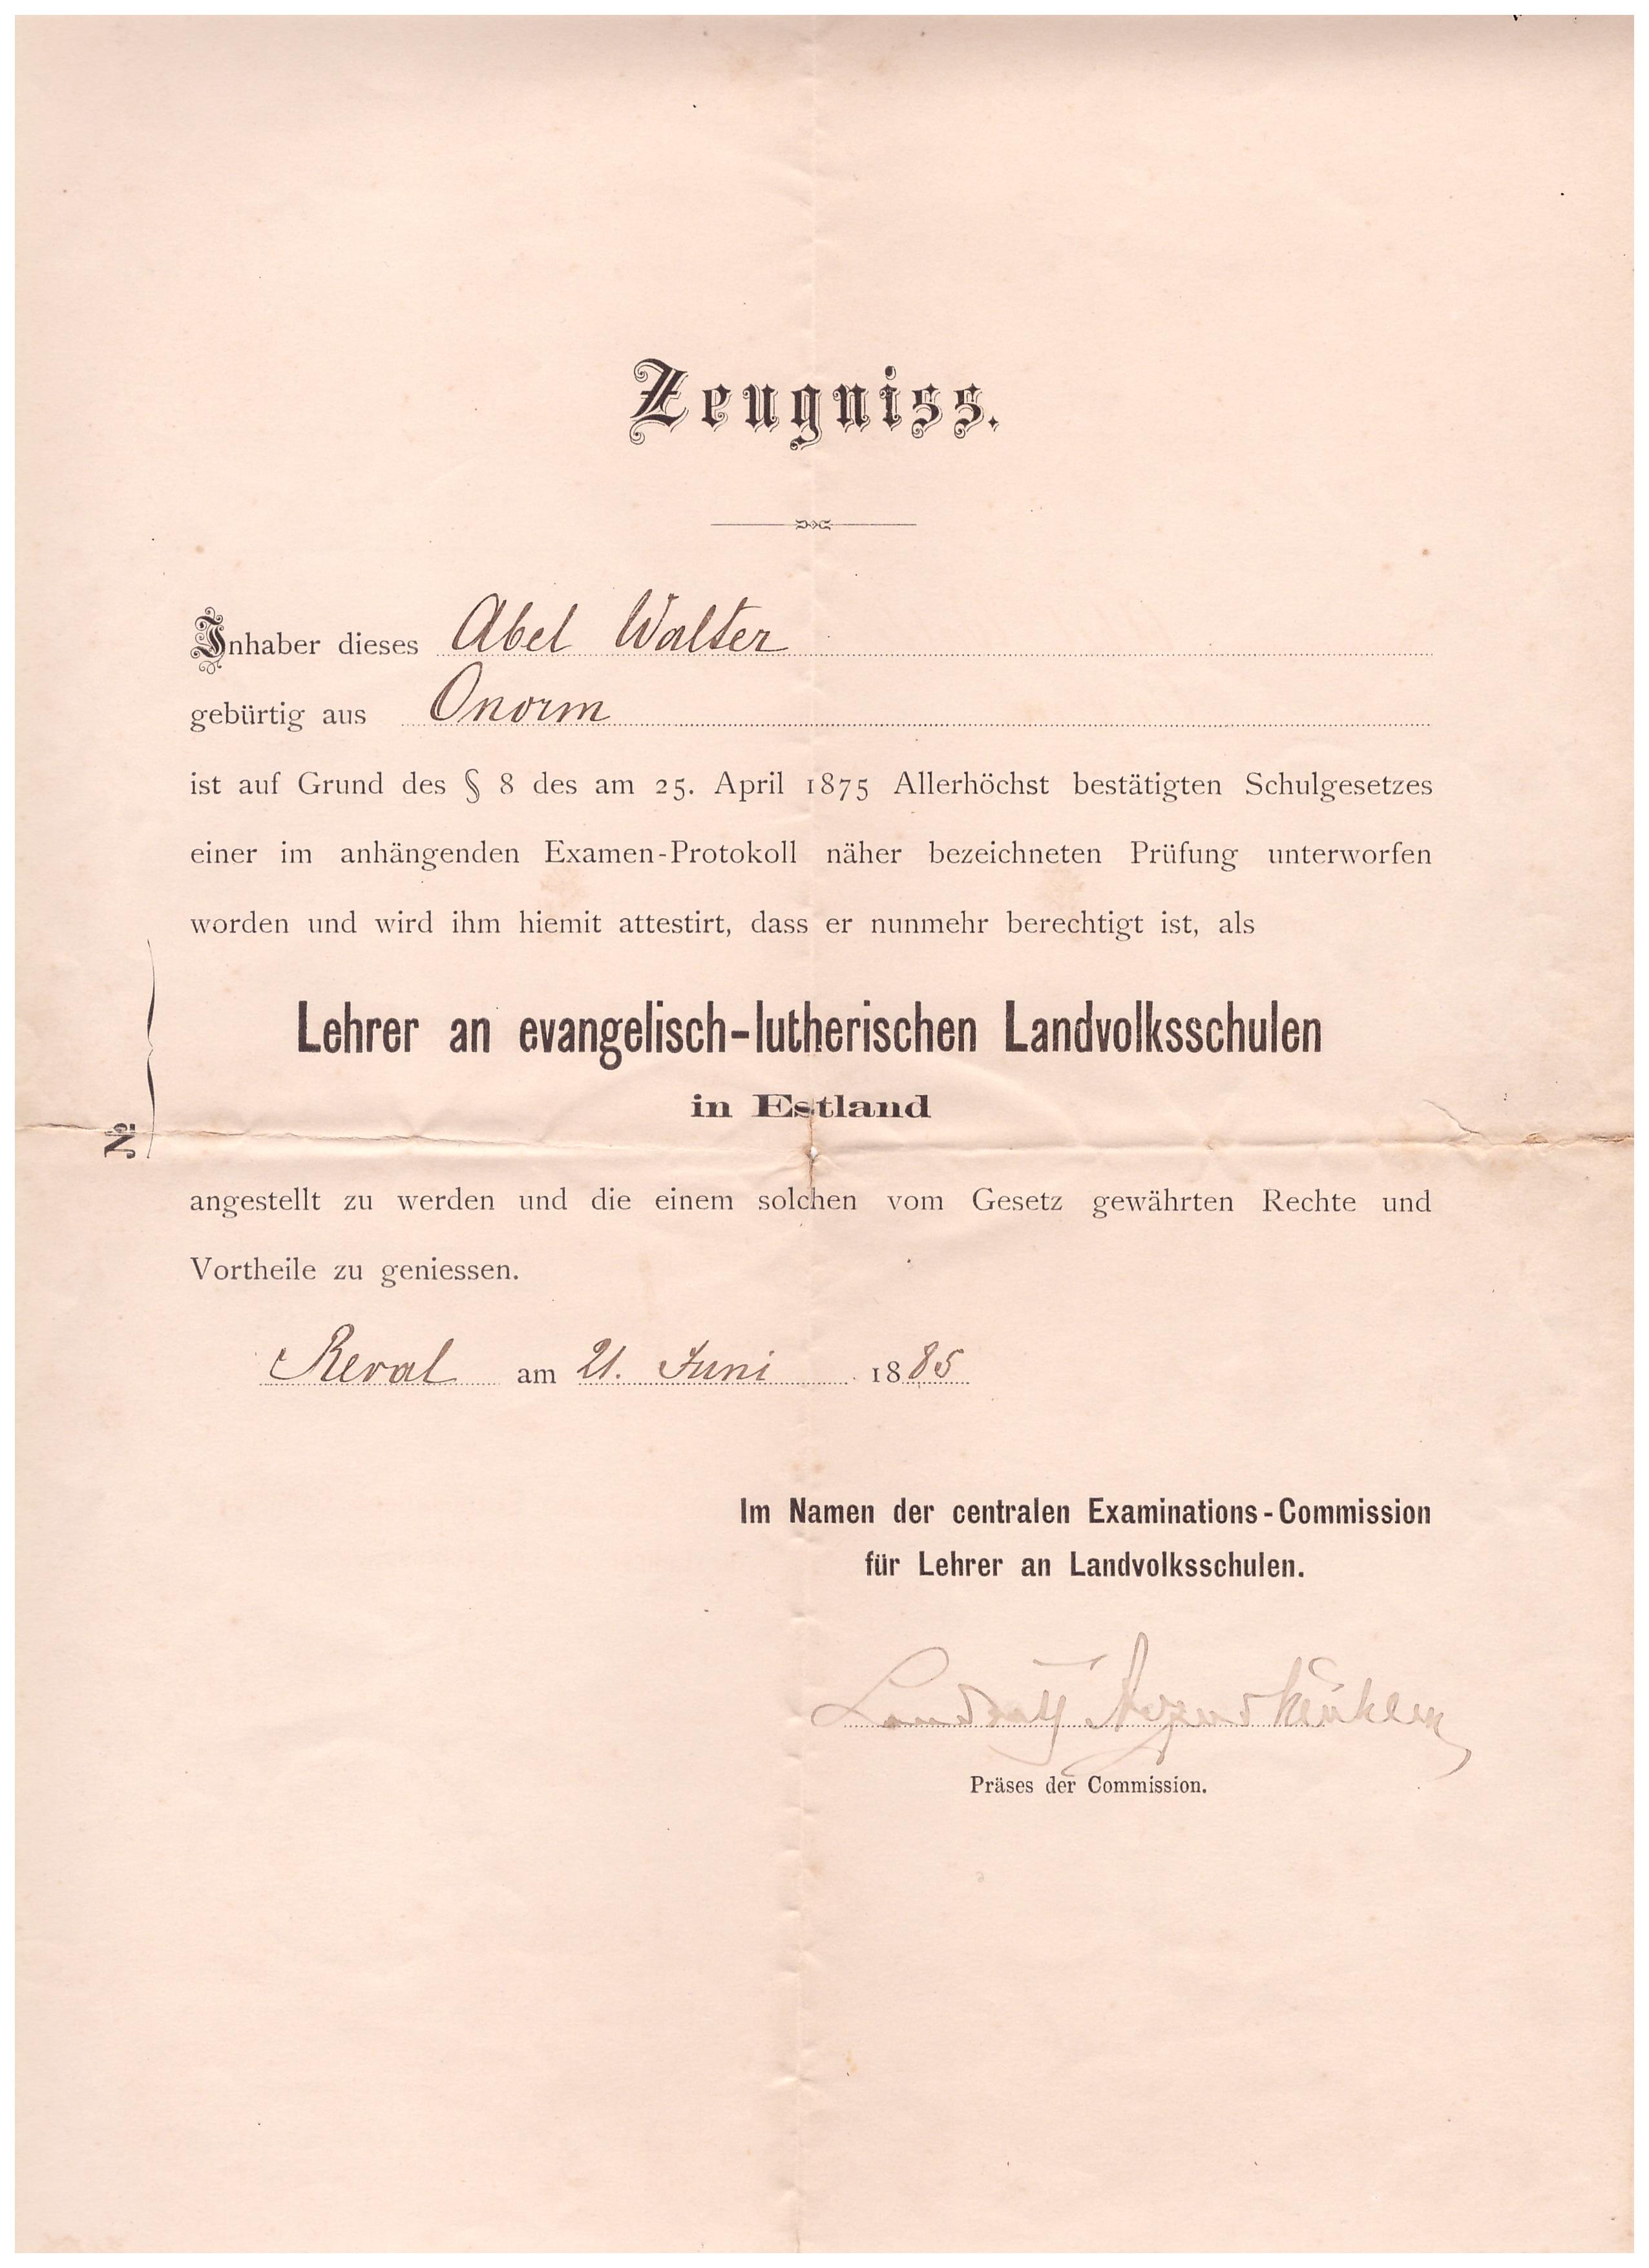 Zeugniss.
Inhaber dieses Abel Walter
gebürtig aus Onorm
ist auf Grund des § 8 des am 25. April 1875 Allerhöchst bestätigten Schulgesetzes
einer im anhängenden Examen-Protokoll näher bezeichneten Prüfung unterworfen
worden und wird ihm hiemit attestirt, dass er nunmehr berechtigt ist, als
Lehrer an evangelisch-lutherischen Landvolksschulen
in Estland
№
angestellt zu werden und die einem solchen vom Gesetz gewährten Rechte und
Vortheile zu geniessen.
Reval am 21. Juni 1885
Im Namen der centralen Examinations-Commission
für Lehrer an Landvolksschulen.
Landrath
Präses der Commission.